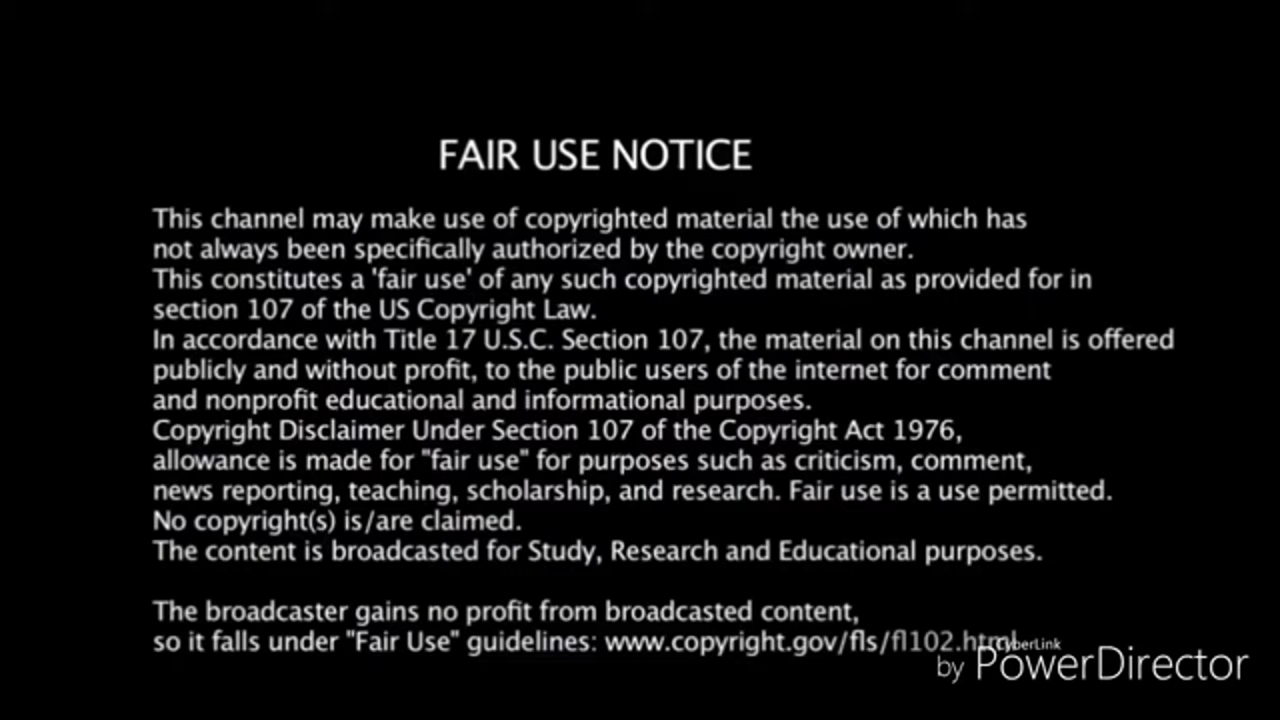 FAIR USE NOTICE
This channel may make use of copyrighted material the use of which has
not always been specifically authorized by the copyright owner.
This constitutes a 'fair use' of any such copyrighted material as provided for in
section 107 of the US Copyright Law.
In accordance with Title 17 U.S.C. Section 107, the material on this channel is offered
publicly and without profit, to the public users of the internet for comment
and nonprofit educational and informational purposes.
Copyright Disclaimer Under Section 107 of the Copyright Act 1976,
allowance is made for "fair use" for purposes such as criticism, comment,
news reporting, teaching, scholarship, and research. Fair use is a use permitted.
No copyright(s) is/are claimed.
The content is broadcasted for Study, Research and Educational purposes.
The broadcaster gains no profit from broadcasted content,
so it falls under "Fair Use" guidelines: www.copyright.gov/fls/fl102.html
CyberLink
by PowerDirector